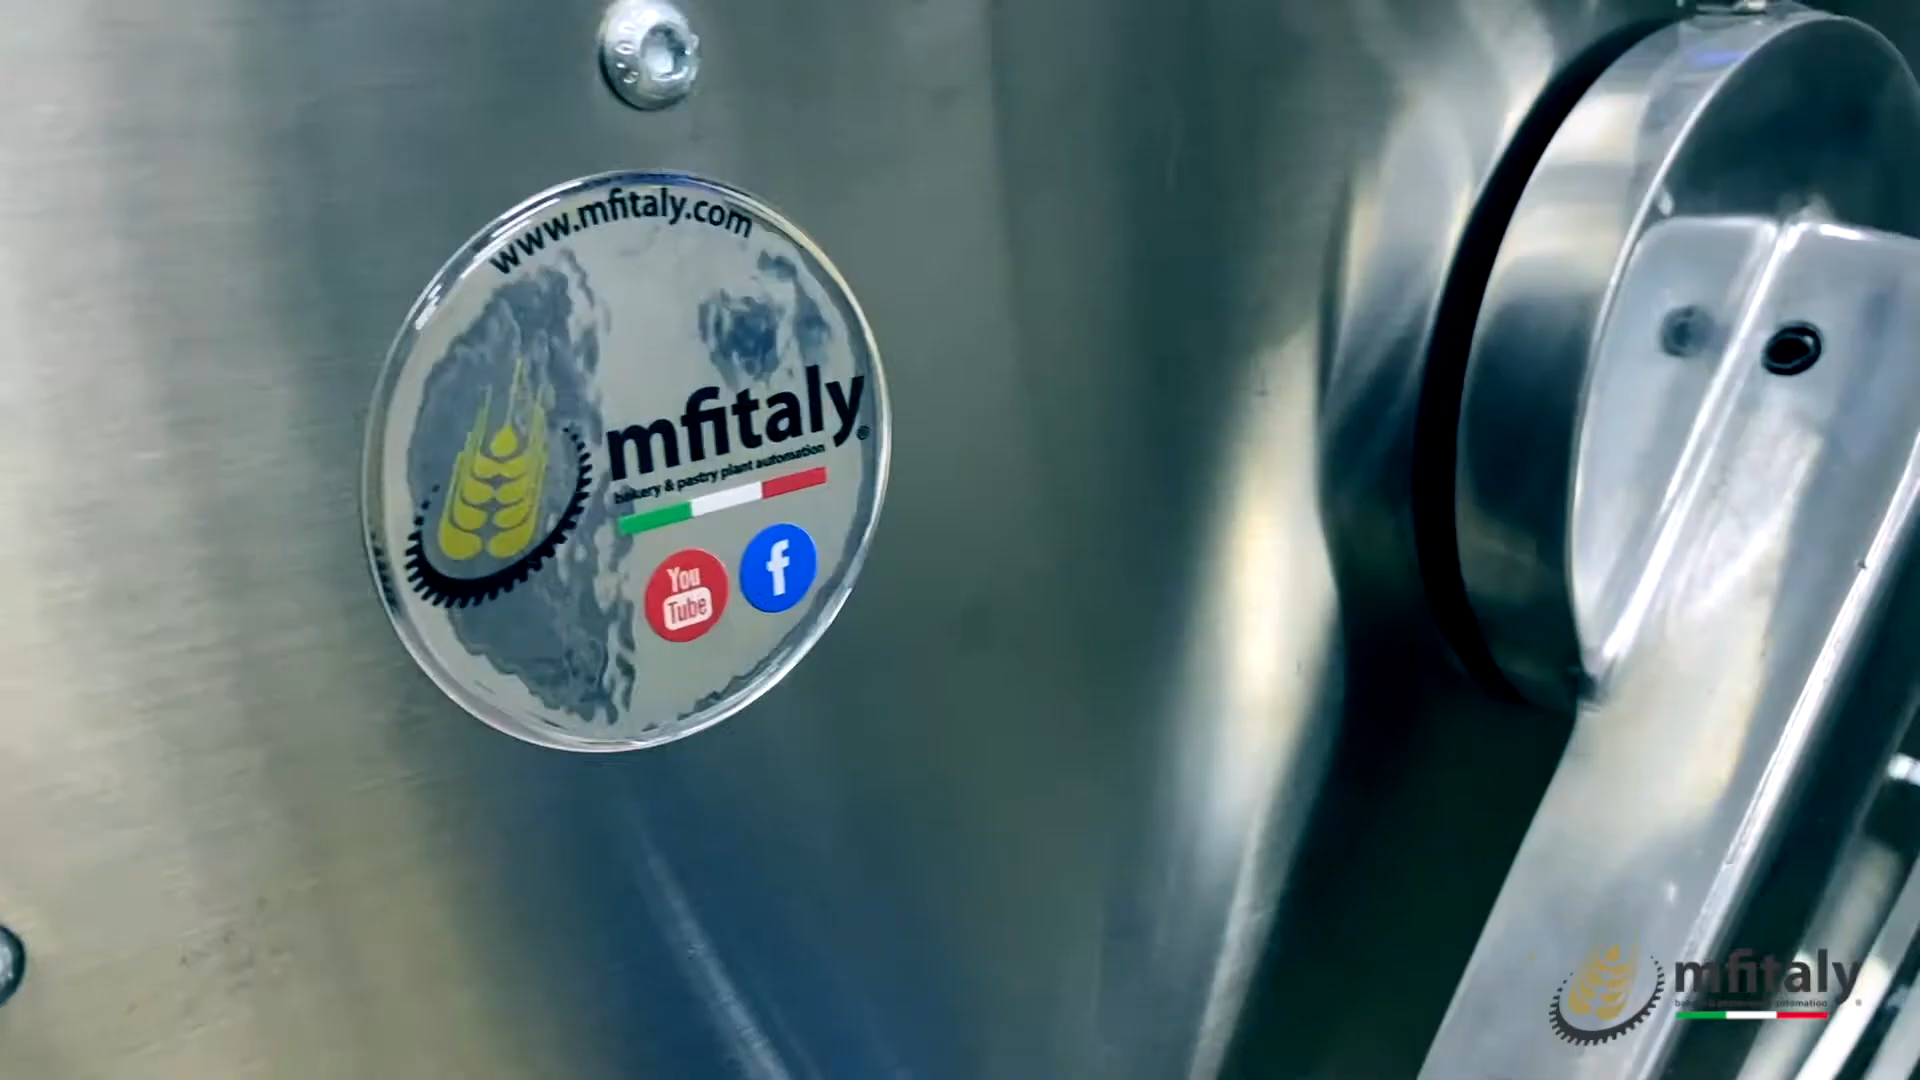 www.mfitaly.com
mfitaly®
bakery & pastry plant automation
You
Tube
f
mfitaly®